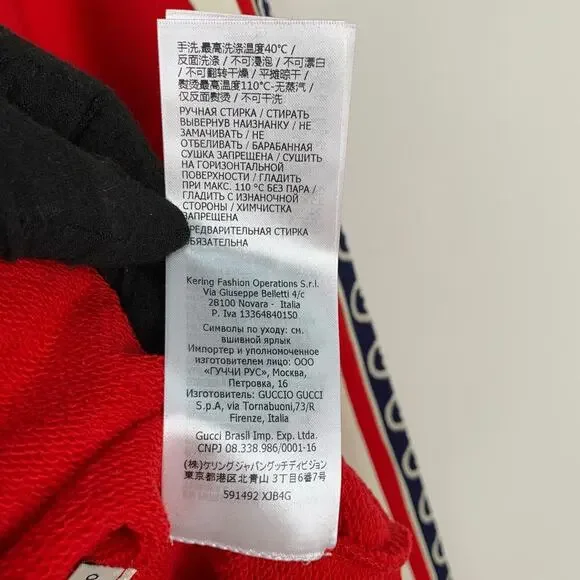 手洗,最高洗涤温度40℃ /
反面洗涤 / 不可浸泡 / 不可漂白
/ 不可翻转干燥 / 平摊晾干 /
熨烫最高温度110°C-无蒸汽 /
仅反面熨烫 / 不可干洗
РУЧНАЯ СТИРКА / СТИРАТЬ
ВЫВЕРНУВ НАИЗНАНКУ / НЕ
ЗАМАЧИВАТЬ / НЕ
ОТБЕЛИВАТЬ / БАРАБАННАЯ
СУШКА ЗАПРЕЩЕНА / СУШИТЬ
НА ГОРИЗОНТАЛЬНОЙ
ПОВЕРХНОСТИ / ГЛАДИТЬ
ПРИ МАКС. 110 °C БЕЗ ПАРА /
ГЛАДИТЬ С ИЗНАНОЧНОЙ
СТОРОНЫ / ХИМЧИСТКА
ЗАПРЕЩЕНА
ПРЕДВАРИТЕЛЬНАЯ СТИРКА
ОБЯЗАТЕЛЬНА
Kering Fashion Operations S.r.l.
Via Giuseppe Belletti 4/c
28100 Novara - Italia
P. Iva 13364840150
Символы по уходу: см.
вшивной ярлык
Импортер и уполномоченное
изготовителем лицо: ООО
«ГУЧЧИ РУС», Москва,
Петровка, 16
Изготовитель: GUCCIO GUCCI
S.p.A, via Tornabuoni,73/R
Firenze, Italia
Gucci Brasil Imp. Exp. Ltda.
CNPJ 08.338.986/0001-16
(株)ケリングジャパングッチディビジョン
東京都港区北青山 3丁目6番7号
591492 XJB4G